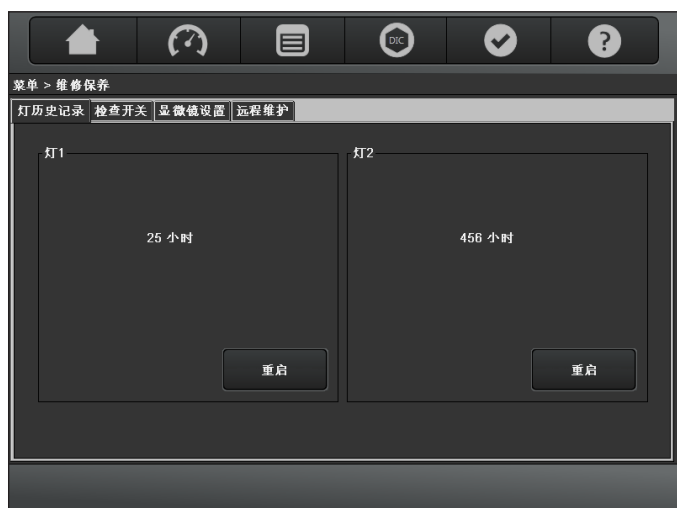 DIC
?
菜单 > 维修保养
灯历史记录 检查开关 显微镜设置 远程维护
灯1
25 小时
重启
灯2
456 小时
重启